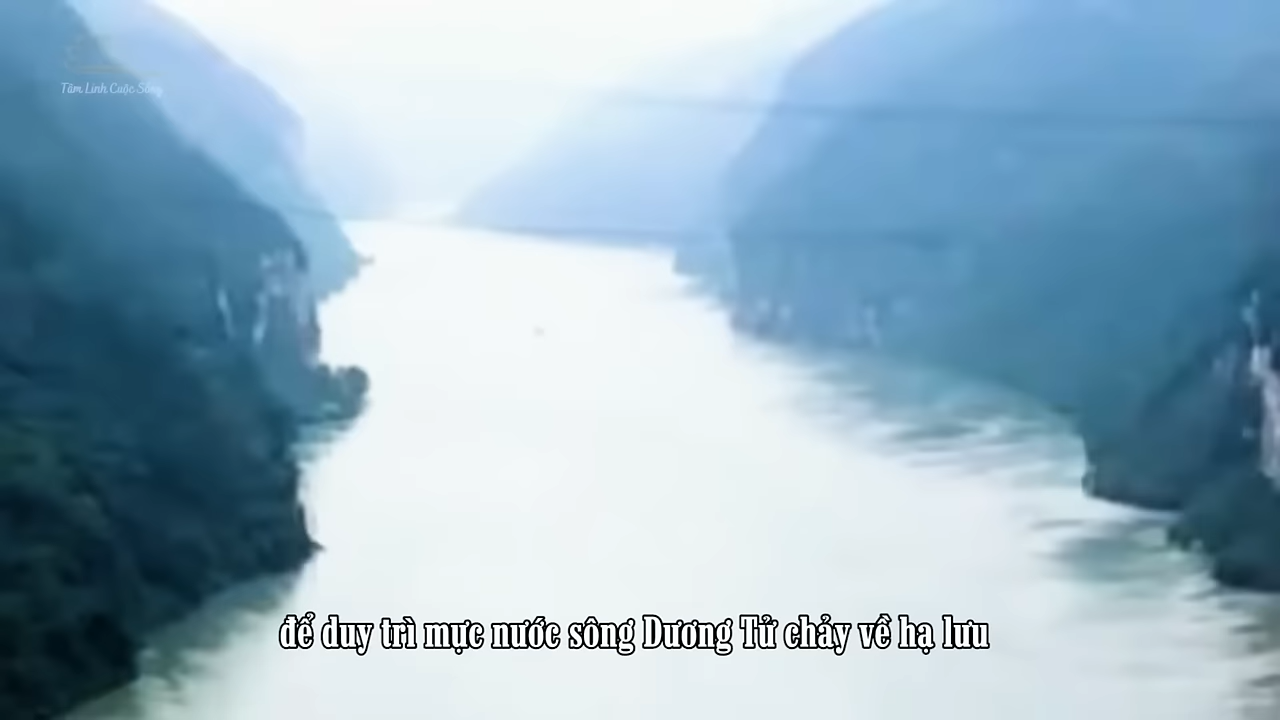 Tâm Linh Cuộc Sống
để duy trì mực nước sông Dương Tử chảy về hạ lưu